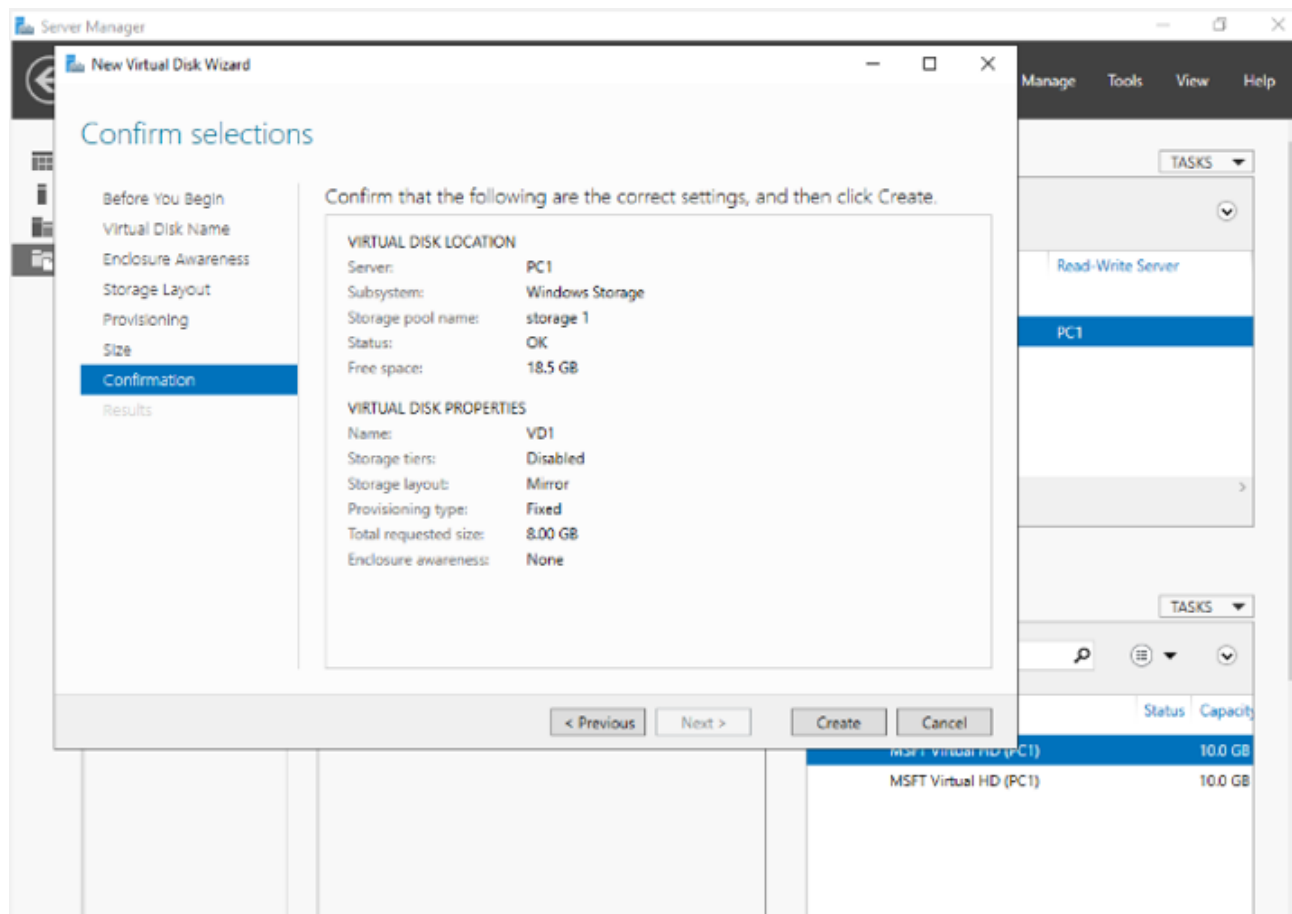 Server Manager
New Virtual Disk Wizard
Manage Tools View Help
Confirm selections
TASKS
Before You Begin
Virtual Disk Name
Enclosure Awareness
Storage Layout
Provisioning
Size
Confirmation
Results
Confirm that the following are the correct settings, and then click Create.
VIRTUAL DISK LOCATION
Server: PC1
Subsystem: Windows Storage
Storage pool name: storage 1
Status: OK
Free space: 18.5 GB
VIRTUAL DISK PROPERTIES
Name: VD1
Storage tiers: Disabled
Storage layout: Mirror
Provisioning type: Fixed
Total requested size: 8.00 GB
Enclosure awareness: None
< Previous Next > Create Cancel
Read-Write Server
PC1
TASKS
Status Capacity
MSFT Virtual HD (PC1) 10.0 GB
MSFT Virtual HD (PC1) 10.0 GB